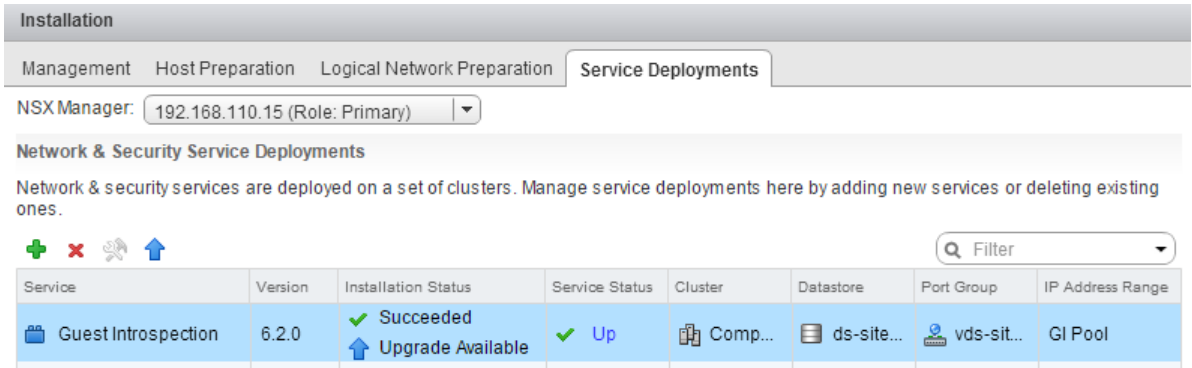 Installation
Management Host Preparation Logical Network Preparation Service Deployments
NSX Manager: 192.168.110.15 (Role: Primary)
Network & Security Service Deployments
Network & security services are deployed on a set of clusters. Manage service deployments here by adding new services or deleting existing
ones.
Filter
Service Version Installation Status Service Status Cluster Datastore Port Group IP Address Range
Guest Introspection 6.2.0 Succeeded Up Comp... ds-site... vds-sit... GI Pool
Upgrade Available